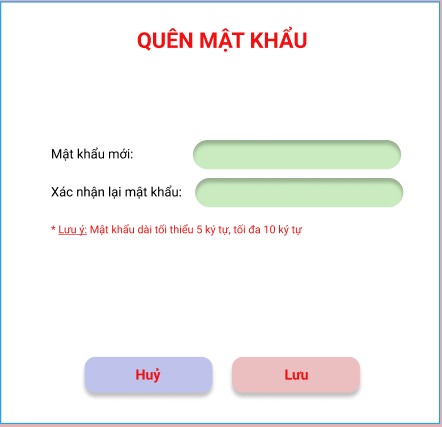 QUÊN MẬT KHẨU
Mật khẩu mới:
Xác nhận lại mật khẩu:
* Lưu ý: Mật khẩu dài tối thiểu 5 ký tự, tối đa 10 ký tự
Huỷ Lưu